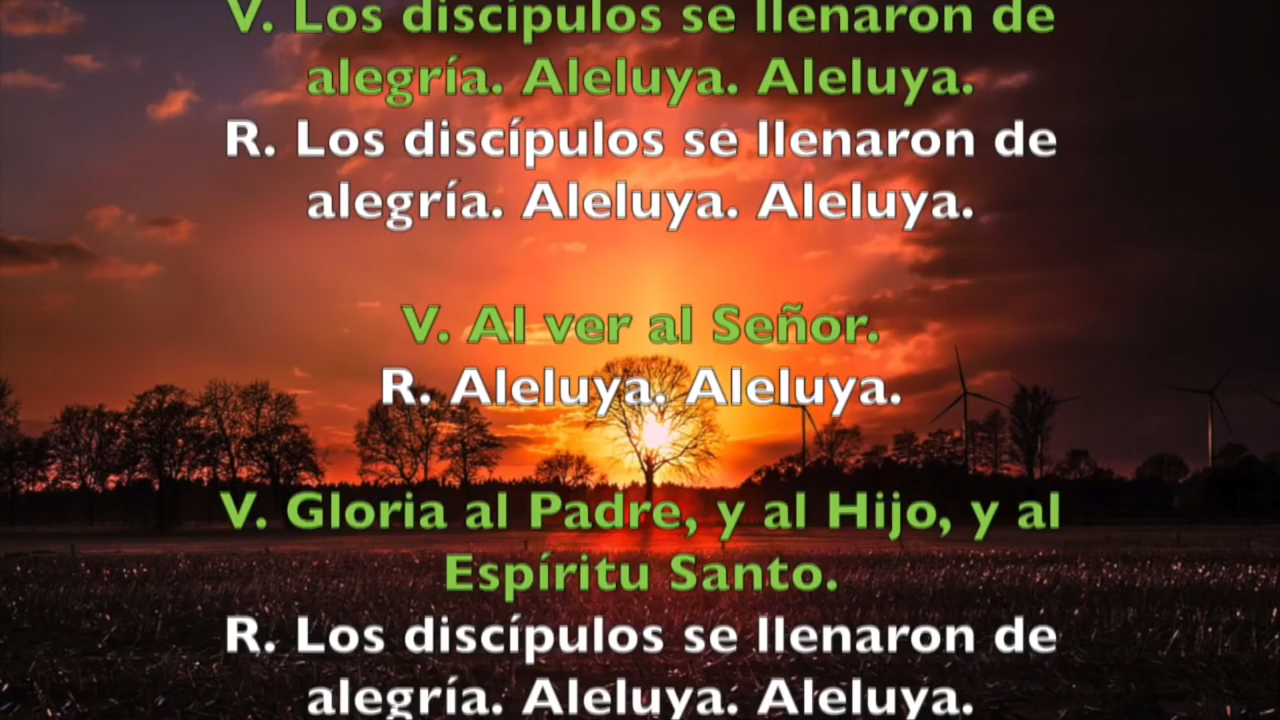 V. Los discípulos se llenaron de
alegría. Aleluya. Aleluya.
R. Los discípulos se llenaron de
alegría. Aleluya. Aleluya.
V. Al ver al Señor.
R. Aleluya. Aleluya.
V. Gloria al Padre, y al Hijo, y al
Espíritu Santo.
R. Los discípulos se llenaron de
alegría. Aleluya. Aleluya.